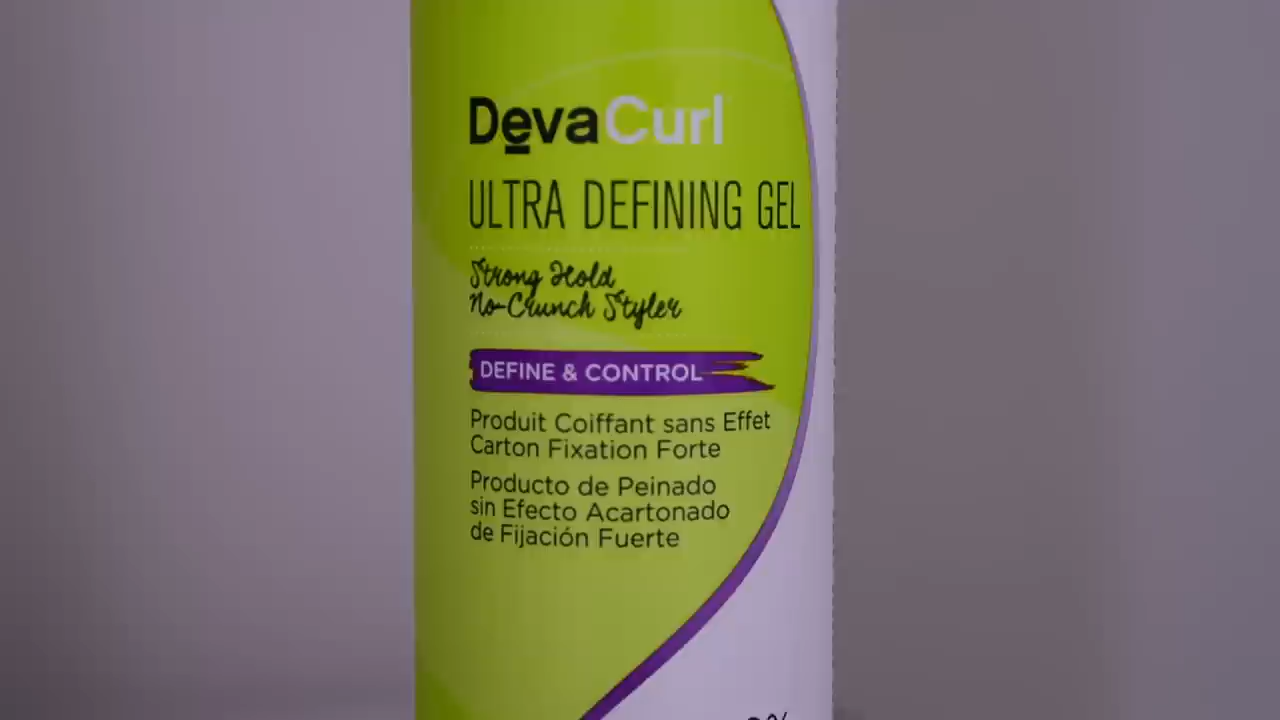 DevaCurl
ULTRA DEFINING GEL
Strong Hold
No-Crunch Styler
DEFINE & CONTROL
Produit Coiffant sans Effet
Carton Fixation Forte
Producto de Peinado
sin Efecto Acartonado
de Fijación Fuerte